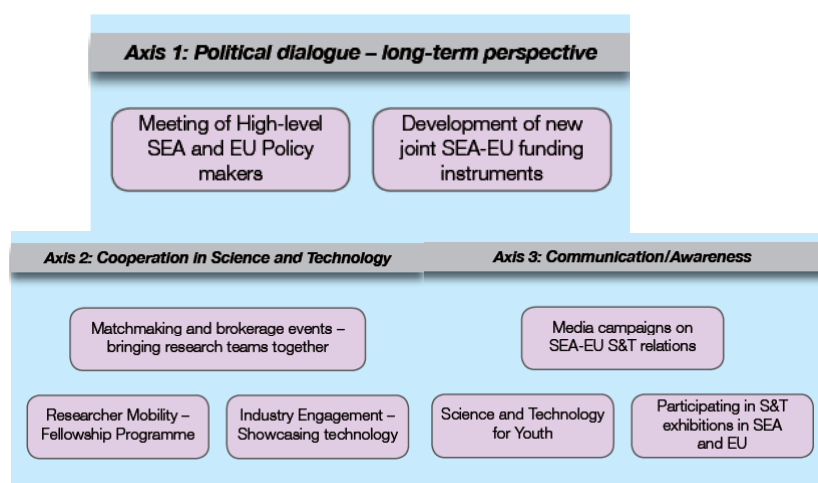 Axis 1: Political dialogue – long-term perspective
Meeting of High-level
SEA and EU Policy
makers
Development of new
joint SEA-EU funding
instruments
Axis 2: Cooperation in Science and Technology
Matchmaking and brokerage events –
bringing research teams together
Researcher Mobility –
Fellowship Programme
Industry Engagement –
Showcasing technology
Axis 3: Communication/Awareness
Media campaigns on
SEA-EU S&T relations
Science and Technology
for Youth
Participating in S&T
exhibitions in SEA
and EU